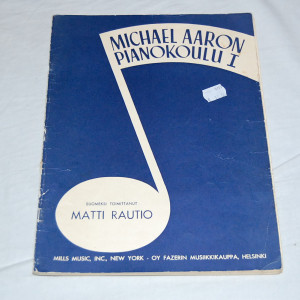 MICHAEL AARON
PIANOKOULU I
SUOMEKSI TOIMITTANUT
MATTI RAUTIO
MILLS MUSIC, INC., NEW YORK - OY FAZERIN MUSIIKKIKAUPPA, HELSINKI